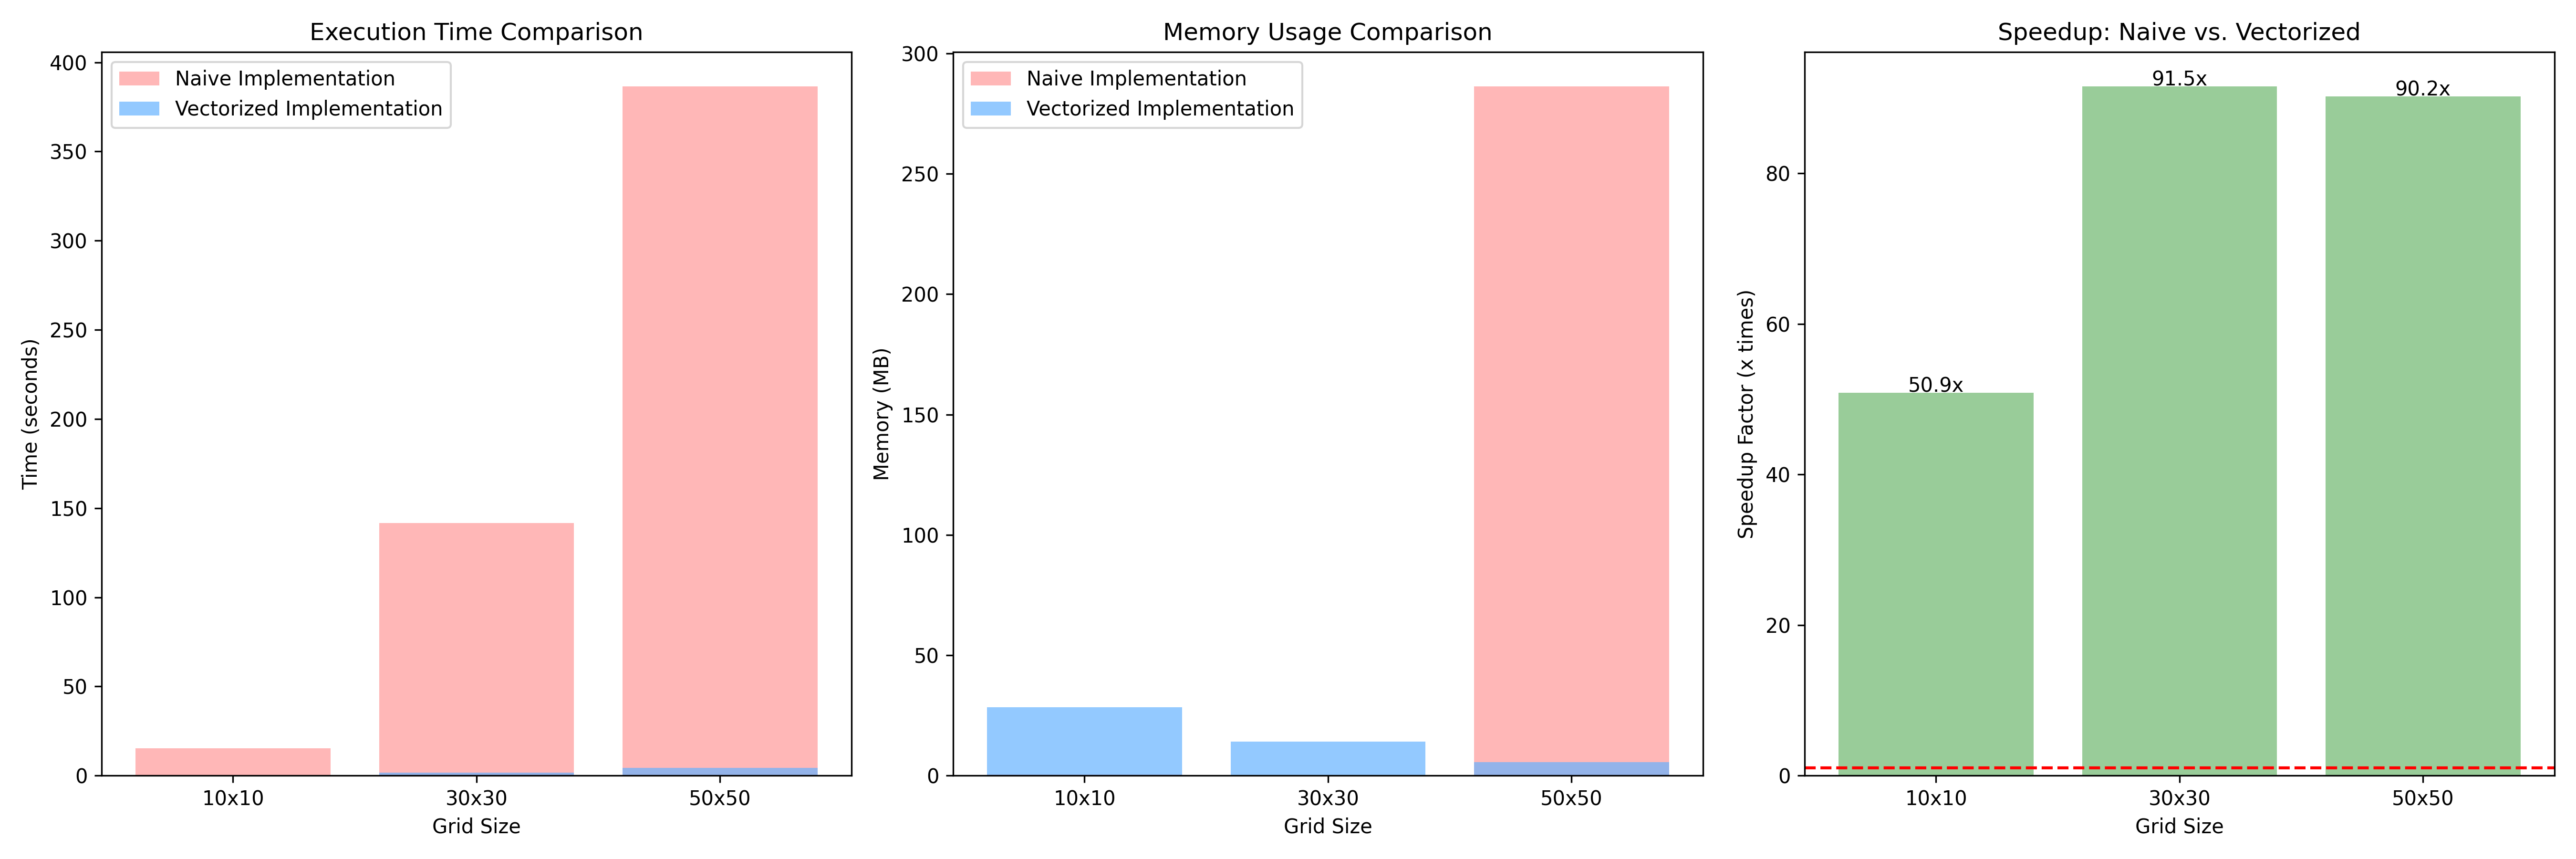 Execution Time Comparison
400
350
300
250
200
150
100
50
0
Time (seconds)
Naive Implementation
Vectorized Implementation
10x10
30x30
50x50
Grid Size
Memory Usage Comparison
300
250
200
150
100
50
0
Memory (MB)
Naive Implementation
Vectorized Implementation
10x10
30x30
50x50
Grid Size
Speedup: Naive vs. Vectorized
80
60
40
20
0
Speedup Factor (x times)
50.9x
91.5x
90.2x
10x10
30x30
50x50
Grid Size